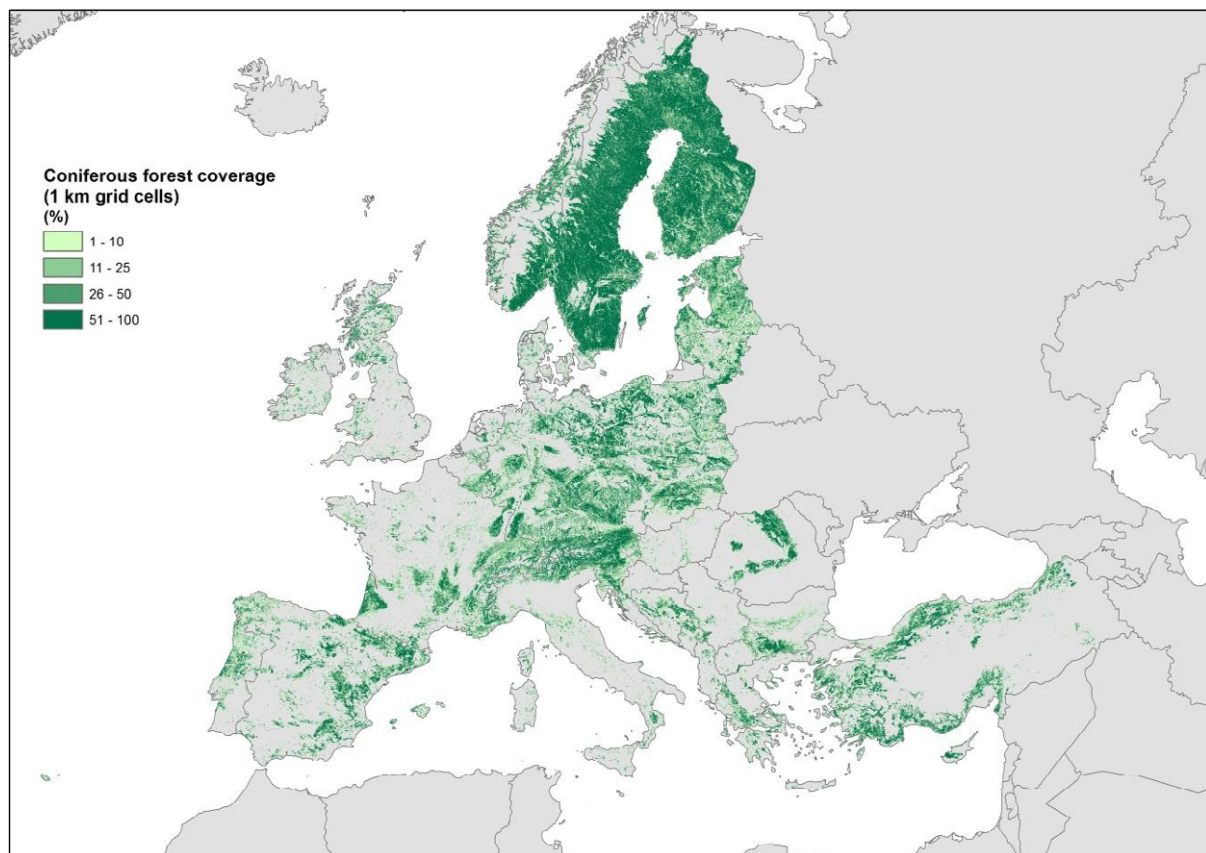 Coniferous forest coverage
(1 km grid cells)
(%)
1 - 10
11 - 25
26 - 50
51 - 100